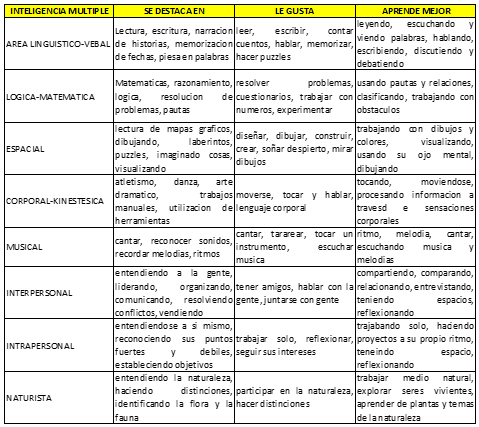 INTELIGENCIA MULTIPLE SE DESTACA EN LE GUSTA APRENDE MEJOR
AREA LINGUISTICO-VEBAL
Lectura, escritura, narracion
de historias, memorizacion
de fechas, piesa en palabras
leer, escribir, contar
cuentos, hablar, memorizar,
hacer puzzles
leyendo, escuchando y
viendo palabras, hablando,
escribiendo, discutiendo y
debatiendo
LOGICA-MATEMATICA
Matematicas, razonamiento,
logica, resolucion de
problemas, pautas
resolver problemas,
cuestionarios, trabajar con
numeros, experimentar
usando pautas y relaciones,
clasificando, trabajando con
obstaculos
ESPACIAL
lectura de mapas graficos,
dibujando, laberintos,
puzzles, imaginado cosas,
visualizando
diseñar, dibujar, construir,
crear, soñar despierto, mirar
dibujos
trabajando con dibujos y
colores, visualizando,
usando su ojo mental,
dibujando
CORPORAL-KINESTESICA
atletismo, danza, arte
dramatico, trabajos
manuales, utilizacion de
herramientas
moverse, tocar y hablar,
lenguaje corporal
tocando, moviendose,
procesando informacion a
travesd e sensaciones
corporales
MUSICAL
cantar, reconocer sonidos,
recordar melodias, ritmos
cantar, tararear, tocar un
instrumento, escuchar
musica
ritmo, melodia, cantar,
escuchando musica y
melodias
INTERPERSONAL
entendiendo a la gente,
liderando, organizando,
comunicando, resolviendo
conflictos, vendiendo
tener amigos, hablar con la
gente, juntarse con gente
compartiendo, comparando,
relacionando, entrevistando,
teniendo espacios,
reflexionando
INTRAPERSONAL
entendiendose a si mismo,
reconociendo sus puntos
fuertes y debiles,
estableciendo objetivos
trabajar solo, reflexionar,
seguir sus intereses
trajabando solo, haciendo
proyectos a su propio ritmo,
teneindo espacio,
reflexionando
NATURISTA
entendiendo la naturaleza,
haciendo distinciones,
identificando la flora y la
fauna
participar en la naturaleza,
hacer distinciones
trabajar medio natural,
explorar seres vivientes,
aprender de plantas y temas
de la naturaleza